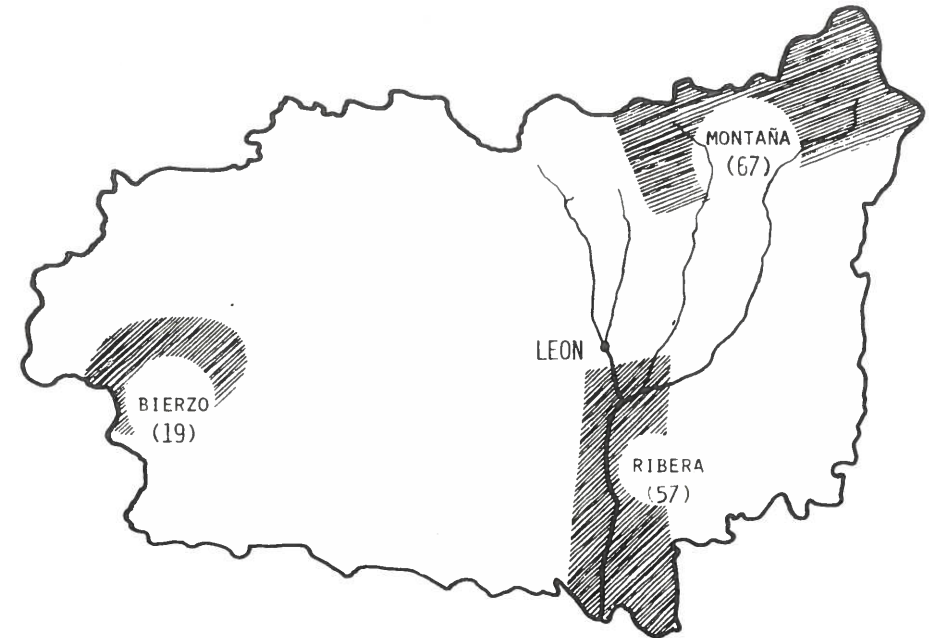 MONTAÑA
(67)
LEON
BIERZO
(19)
RIBERA
(57)